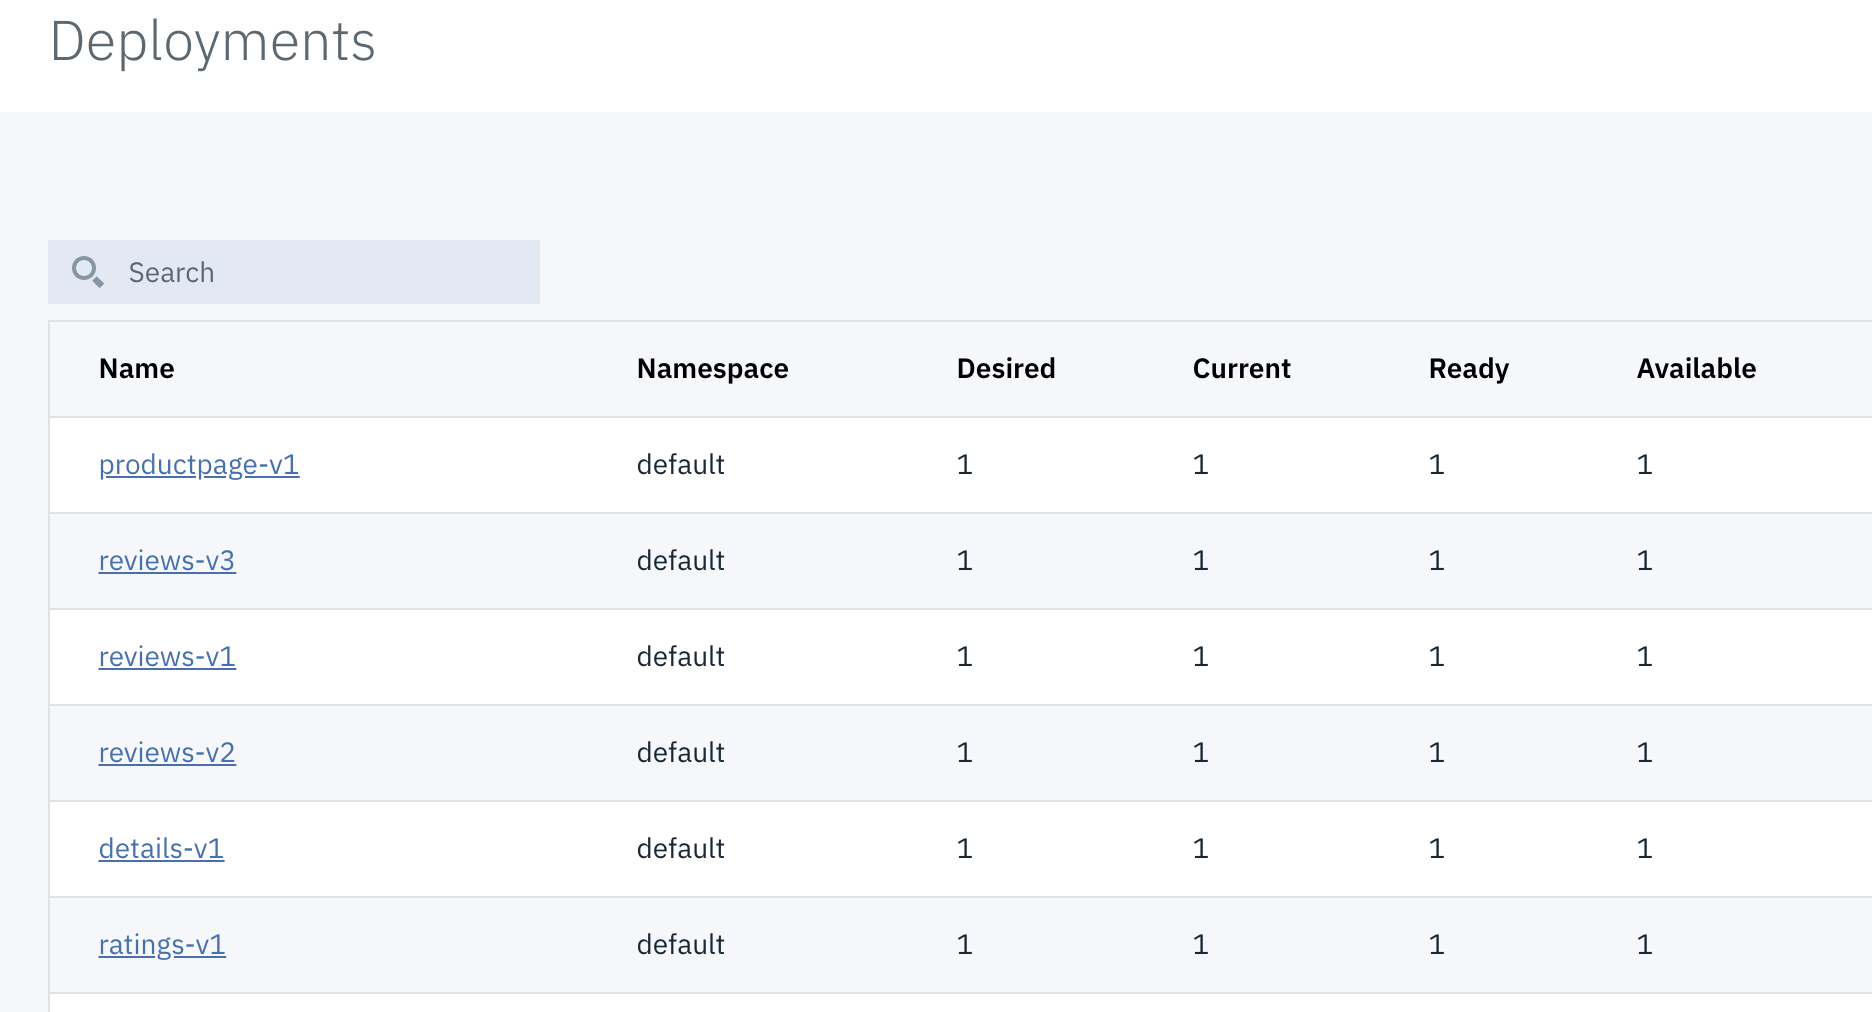 Deployments
Search
Name Namespace Desired Current Ready Available
productpage-v1 default 1 1 1 1
reviews-v3 default 1 1 1 1
reviews-v1 default 1 1 1 1
reviews-v2 default 1 1 1 1
details-v1 default 1 1 1 1
ratings-v1 default 1 1 1 1